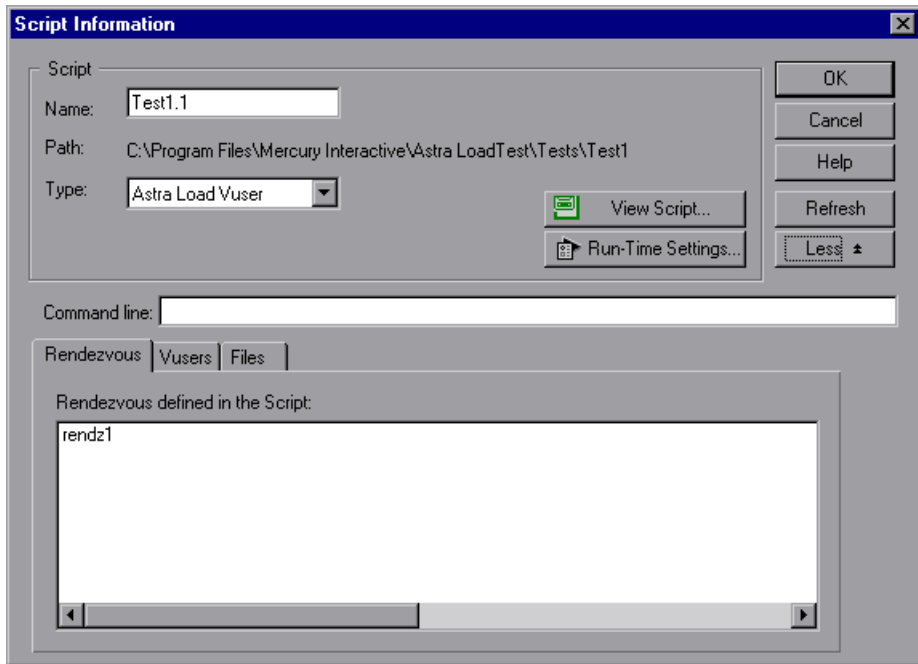 Script Information
Script
Name: Test1.1
Path: C:\Program Files\Mercury Interactive\Astra LoadTest\Tests\Test1
Type: Astra Load Vuser
View Script...
Run-Time Settings...
OK
Cancel
Help
Refresh
Less
Command line:
Rendezvous Vusers Files
Rendezvous defined in the Script:
rendz1